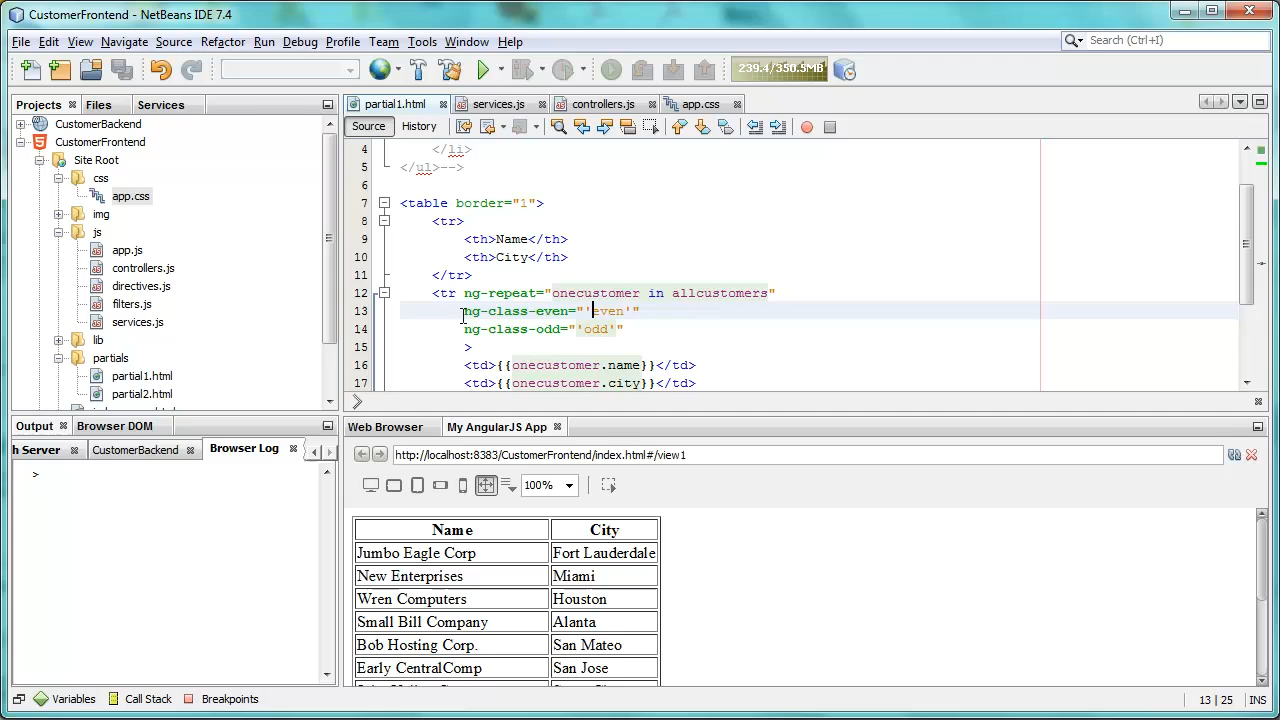 CustomerFrontend - NetBeans IDE 7.4
File Edit View Navigate Source Refactor Run Debug Profile Team Tools Window Help
Search (Ctrl+I)
239.4/350.5MB
Projects Files Services
CustomerBackend
CustomerFrontend
Site Root
css
app.css
img
js
app.js
controllers.js
directives.js
filters.js
services.js
lib
partials
partial1.html
partial2.html
partial1.html services.js controllers.js app.css
Source History
4 </li>
5 </ul>-->
6
7 <table border="1">
8 <tr>
9 <th>Name</th>
10 <th>City</th>
11 </tr>
12 <tr ng-repeat="onecustomer in allcustomers"
13 ng-class-even="'even'"
14 ng-class-odd="'odd'"
15 >
16 <td>{{onecustomer.name}}</td>
17 <td>{{onecustomer.city}}</td>
Output Browser DOM
h Server CustomerBackend Browser Log
>
Web Browser My AngularJS App
http://localhost:8383/CustomerFrontend/index.html#/view1
100%
Name City
Jumbo Eagle Corp Fort Lauderdale
New Enterprises Miami
Wren Computers Houston
Small Bill Company Alanta
Bob Hosting Corp. San Mateo
Early CentralComp San Jose
Variables Call Stack Breakpoints
13 | 25 INS